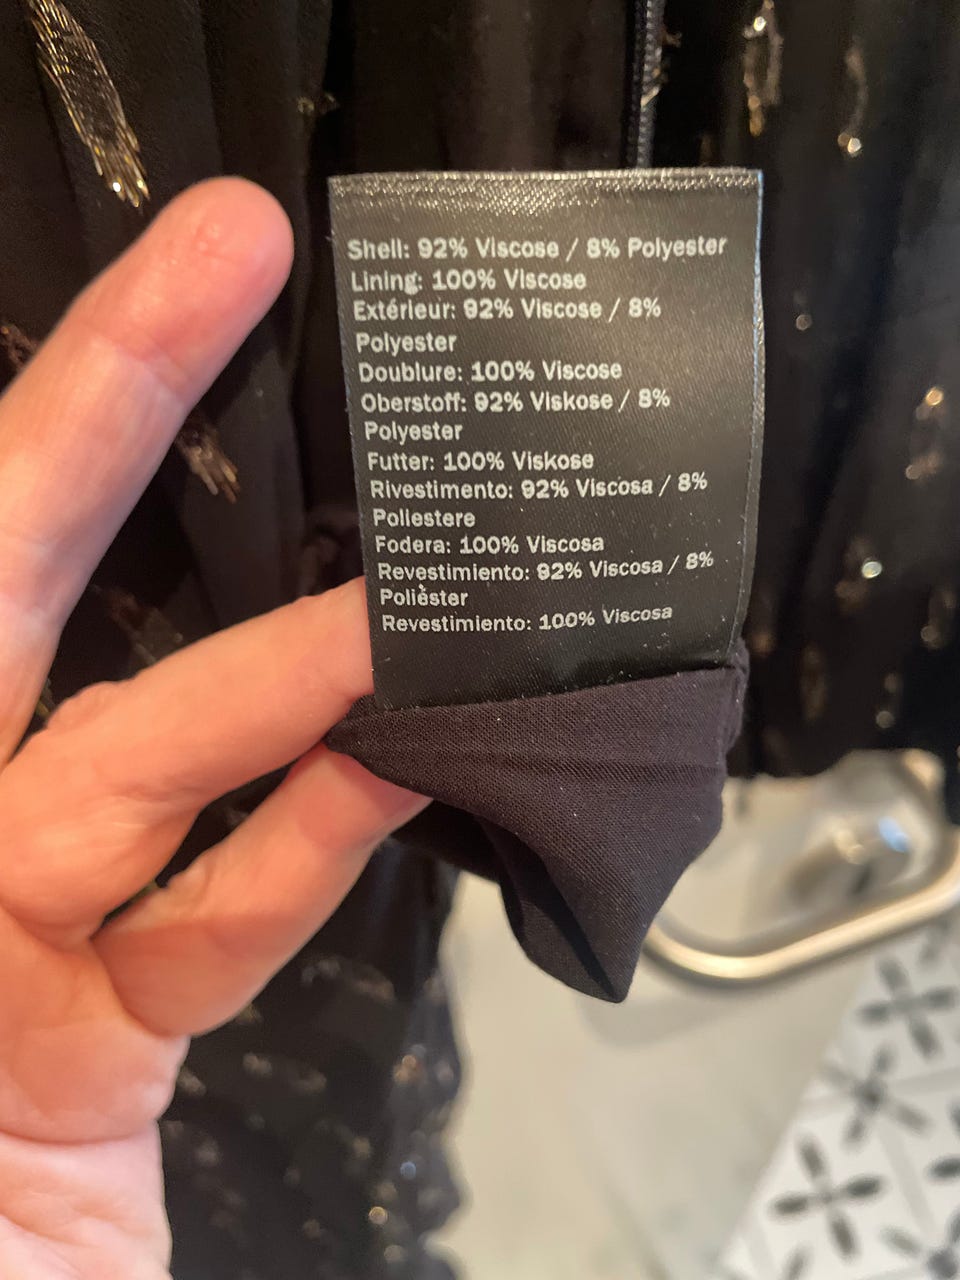 Shell: 92% Viscose / 8% Polyester
Lining: 100% Viscose
Extérieur: 92% Viscose / 8%
Polyester
Doublure: 100% Viscose
Oberstoff: 92% Viskose / 8%
Polyester
Futter: 100% Viskose
Rivestimento: 92% Viscosa / 8%
Poliestere
Fodera: 100% Viscosa
Revestimiento: 92% Viscosa / 8%
Poliéster
Revestimiento: 100% Viscosa